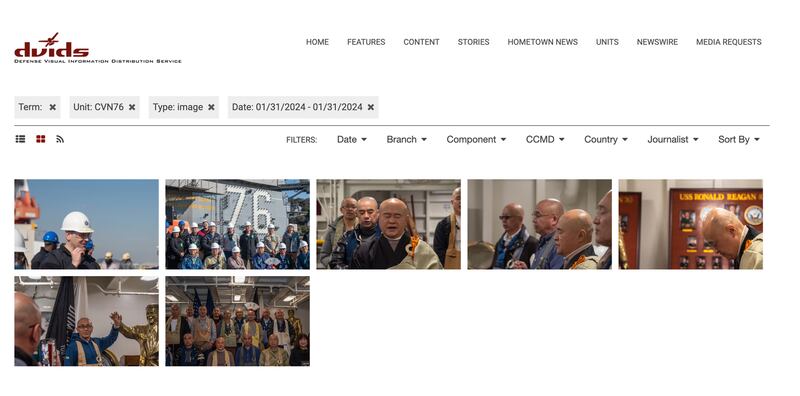 dvids
DEFENSE VISUAL INFORMATION DISTRIBUTION SERVICE
HOME FEATURES CONTENT STORIES HOMETOWN NEWS UNITS NEWSWIRE MEDIA REQUESTS
Term: ✖ Unit: CVN76 ✖ Type: image ✖ Date: 01/31/2024 - 01/31/2024 ✖
FILTERS: Date Branch Component CCMD Country Journalist Sort By
76
USS RONALD REAGAN